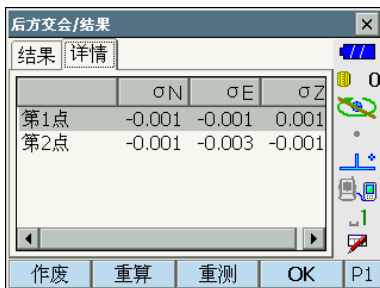 后方交会/结果
结果 详情
σN σE σZ
第1点 -0.001 -0.001 0.001
第2点 -0.001 -0.003 -0.001
0
1
作废 重算 重测 OK P1